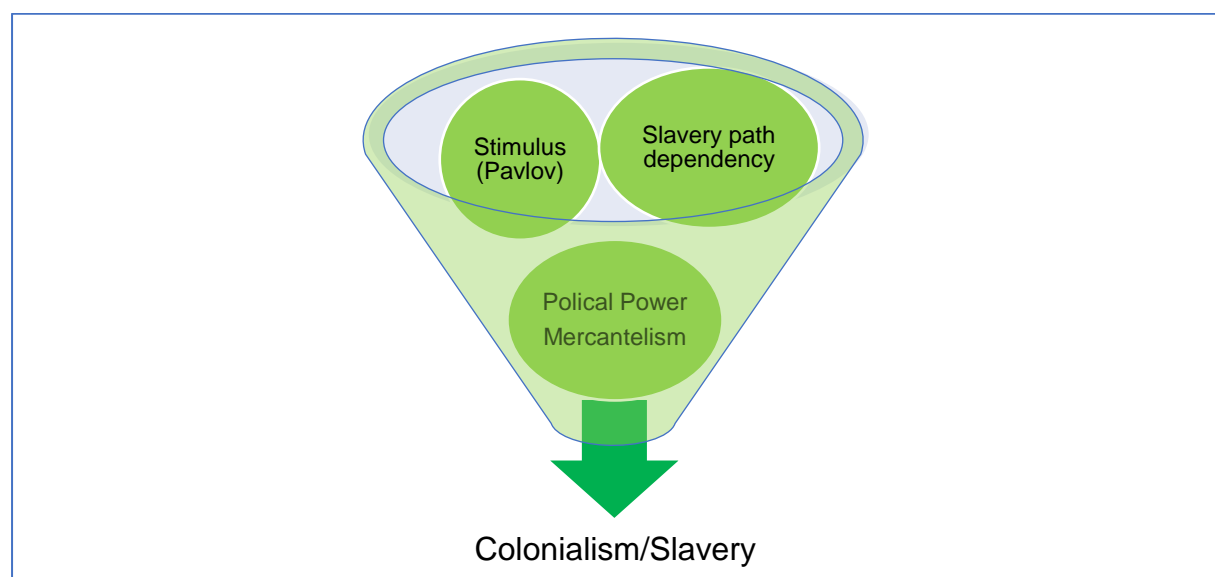 Stimulus
(Pavlov)
Slavery path
dependency
Polical Power
Mercantelism
Colonialism/Slavery